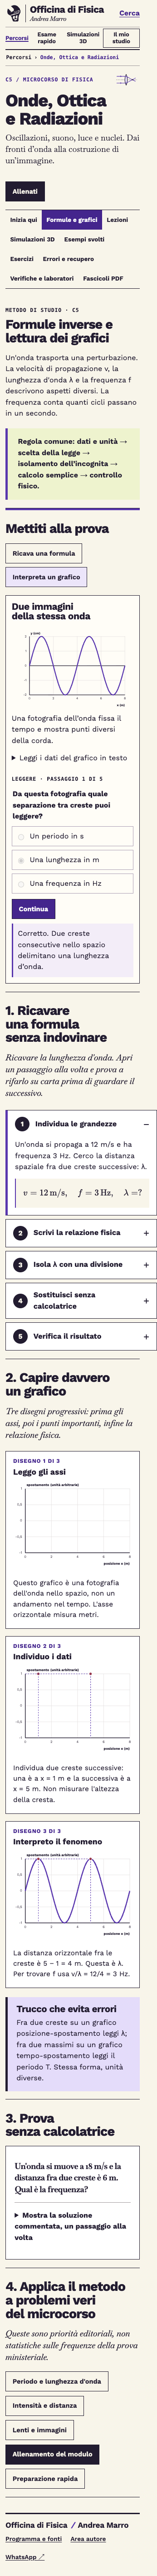 Officina di Fisica
Andrea Marro
Cerca
Percorsi
Esame rapido
Simulazioni 3D
Il mio studio
Percorsi › Onde, Ottica e Radiazioni
C5 / MICROCORSO DI FISICA
Onde, Ottica
e Radiazioni
Oscillazioni, suono, luce e nuclei. Dai
fronti d’onda alla costruzione di
un’immagine.
Allenati
Inizia qui
Formule e grafici
Lezioni
Simulazioni 3D
Esempi svolti
Esercizi
Errori e recupero
Verifiche e laboratori
Fascicoli PDF
METODO DI STUDIO · C5
Formule inverse e
lettura dei grafici
Un’onda trasporta una perturbazione.
La velocità di propagazione v, la
lunghezza d’onda λ e la frequenza f
descrivono aspetti diversi. La
frequenza conta quanti cicli passano
in un secondo.
Regola comune: dati e unità →
scelta della legge →
isolamento dell’incognita →
calcolo semplice → controllo
fisico.
Mettiti alla prova
Ricava una formula
Interpreta un grafico
Due immagini
della stessa onda
y (cm)
x (m)
Una fotografia dell’onda fissa il
tempo e mostra punti diversi
della corda.
▶ Leggi i dati del grafico in testo
LEGGERE · PASSAGGIO 1 DI 5
Da questa fotografia quale
separazione tra creste puoi
leggere?
Un periodo in s
Una lunghezza in m
Una frequenza in Hz
Continua
Corretto. Due creste
consecutive nello spazio
delimitano una lunghezza
d’onda.
1. Ricavare
una formula
senza indovinare
Ricavare la lunghezza d'onda. Apri
un passaggio alla volta e prova a
rifarlo su carta prima di guardare il
successivo.
1 Individua le grandezze −
Un'onda si propaga a 12 m/s e ha
frequenza 3 Hz. Cerco la distanza
spaziale fra due creste successive: λ.
v = 12 m/s, f = 3 Hz, λ =?
2 Scrivi la relazione fisica +
3 Isola λ con una divisione +
4 Sostituisci senza
calcolatrice +
5 Verifica il risultato +
2. Capire davvero
un grafico
Tre disegni progressivi: prima gli
assi, poi i punti importanti, infine la
relazione fisica.
DISEGNO 1 DI 3
Leggo gli assi
spostamento (unità arbitrarie)
posizione x (m)
Questo grafico è una fotografia
dell'onda nello spazio, non un
andamento nel tempo. L'asse
orizzontale misura metri.
DISEGNO 2 DI 3
Individuo i dati
spostamento (unità arbitrarie)
posizione x (m)
Individua due creste successive:
una è a x = 1 m e la successiva è a
x = 5 m. Non misurare l'altezza
della cresta.
DISEGNO 3 DI 3
Interpreto il fenomeno
spostamento (unità arbitrarie)
posizione x (m)
La distanza orizzontale fra le
creste è 5 − 1 = 4 m. Questa è λ.
Per trovare f usa v/λ = 12/4 = 3 Hz.
Trucco che evita errori
Fra due creste su un grafico
posizione-spostamento leggi λ;
fra due massimi su un grafico
tempo-spostamento leggi il
periodo T. Stessa forma, unità
diverse.
3. Prova
senza calcolatrice
Un'onda si muove a 18 m/s e la
distanza fra due creste è 6 m.
Qual è la frequenza?
▶ Mostra la soluzione
commentata, un passaggio alla
volta
4. Applica il metodo
a problemi veri
del microcorso
Queste sono priorità editoriali, non
statistiche sulle frequenze della prova
ministeriale.
Periodo e lunghezza d'onda
Intensità e distanza
Lenti e immagini
Allenamento del modulo
Preparazione rapida
Officina di Fisica / Andrea Marro
Programma e fonti
Area autore
WhatsApp ↗